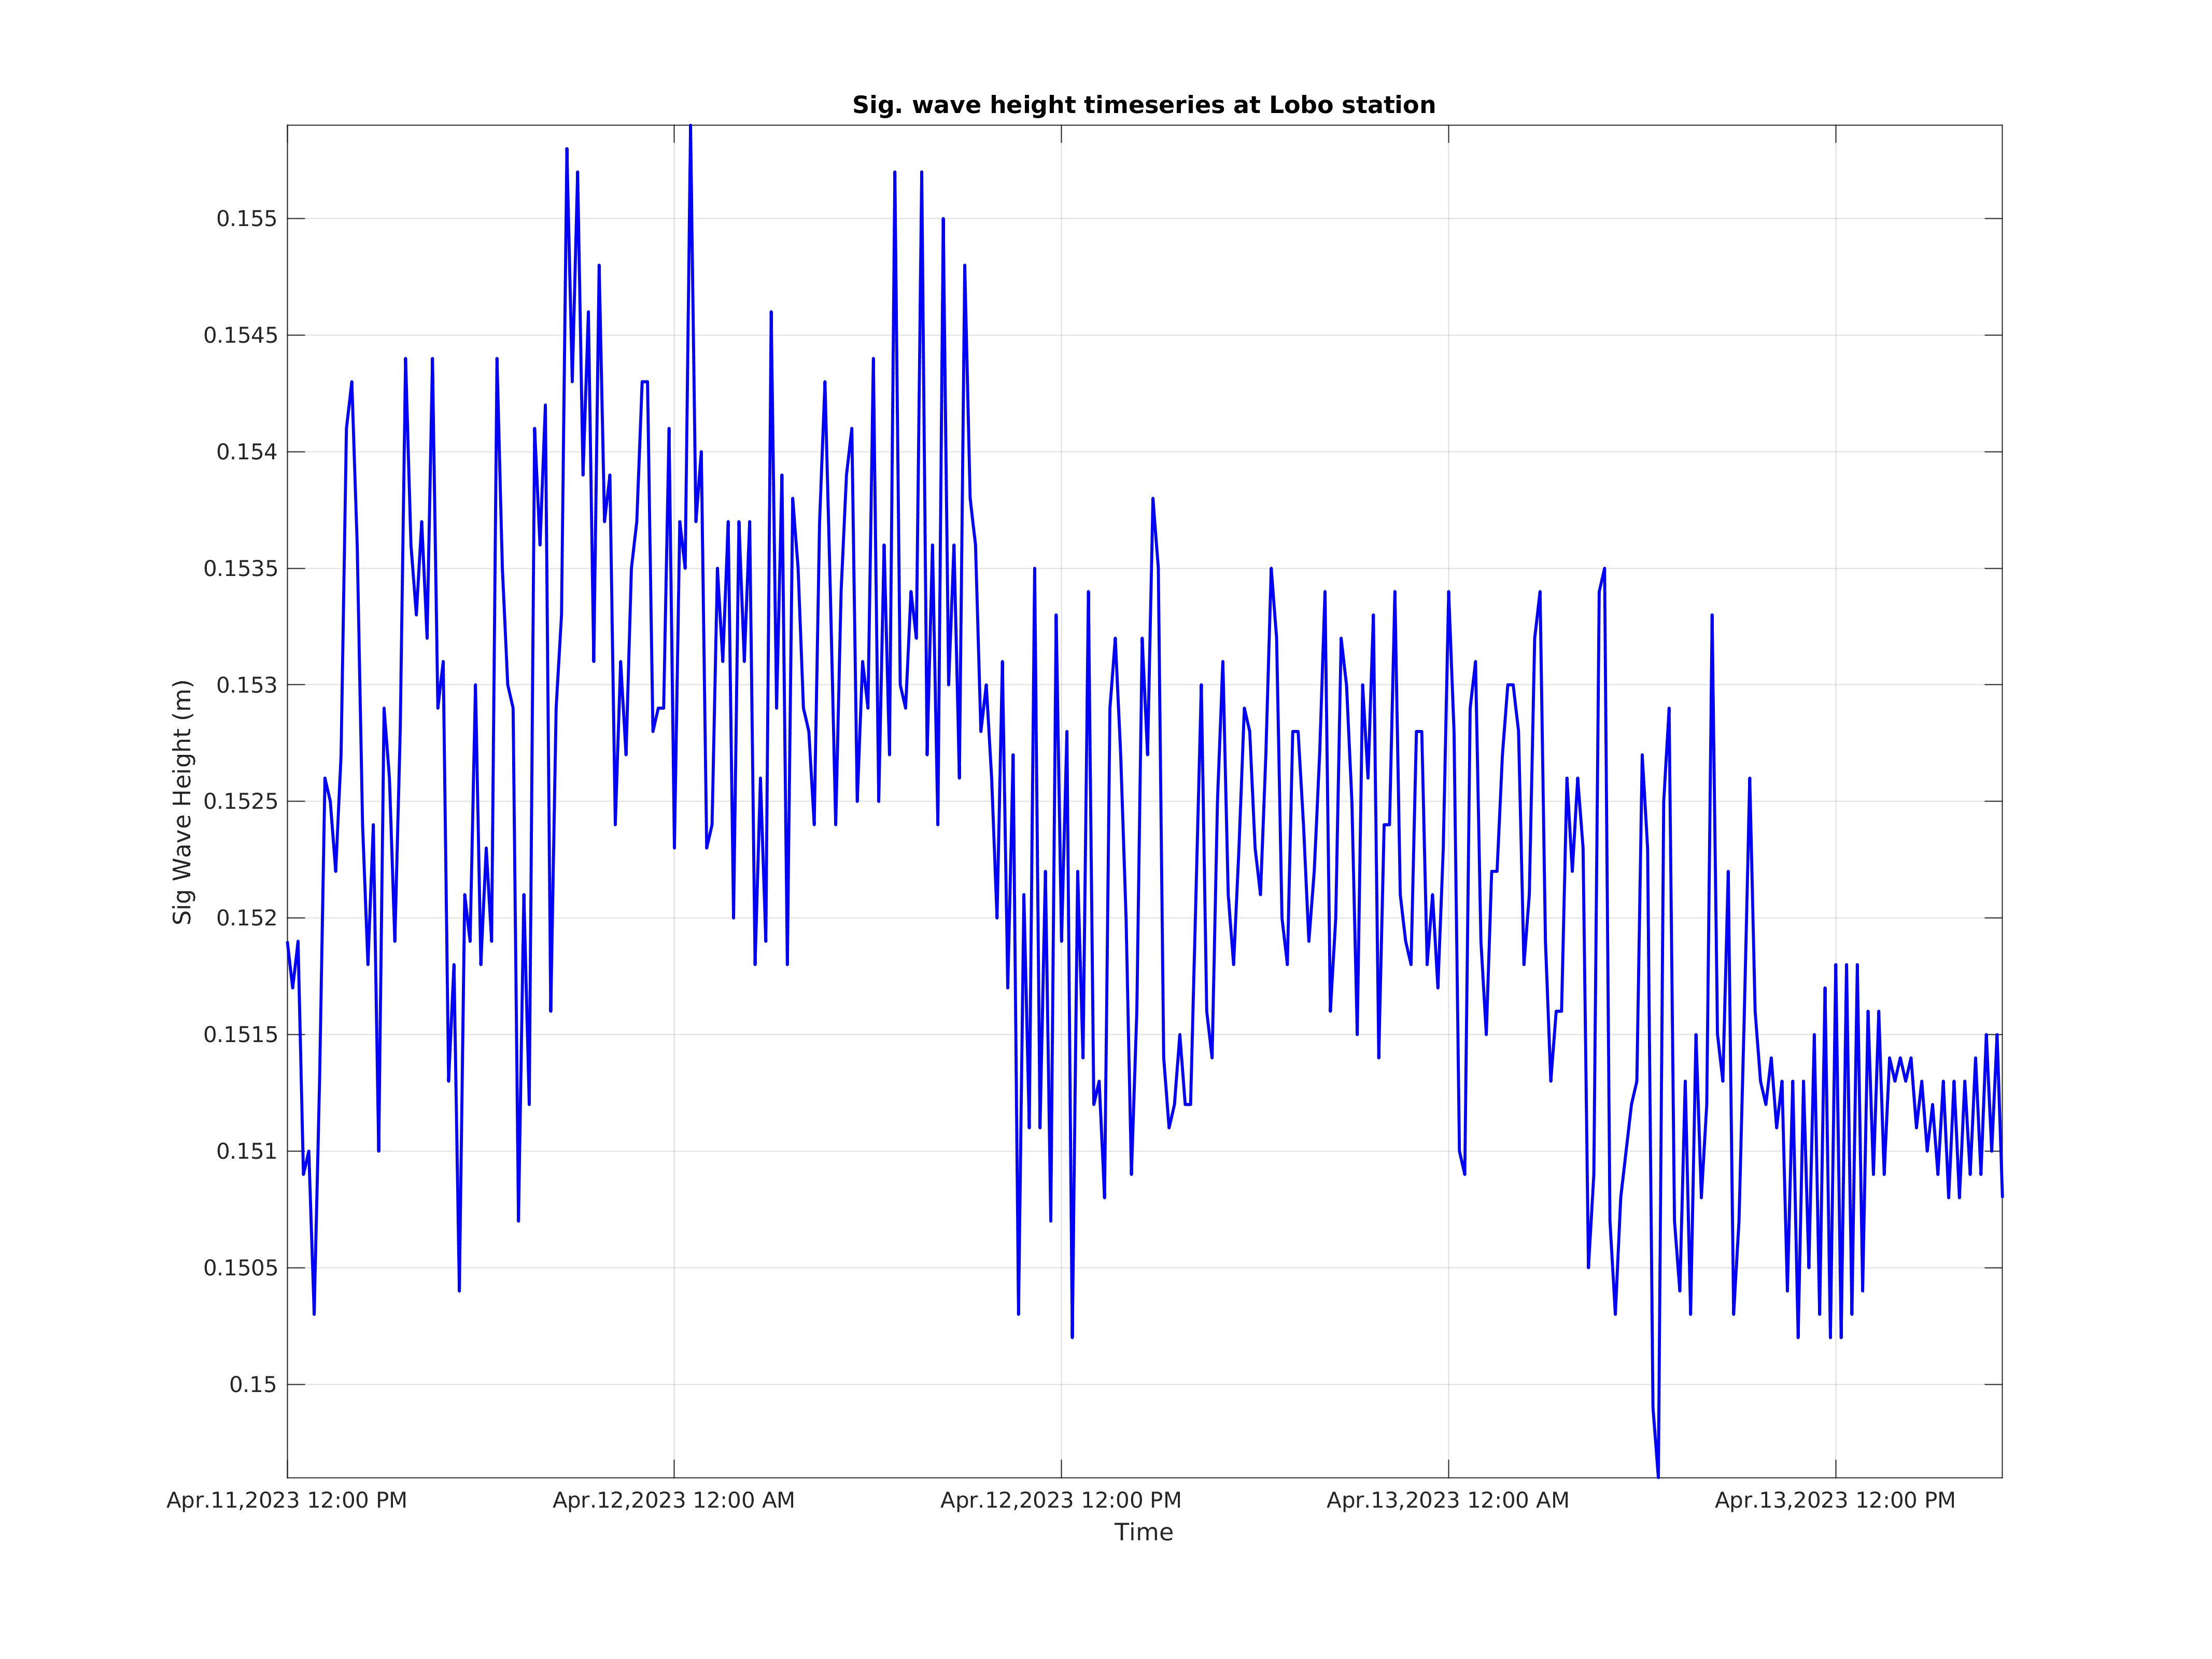 Sig. wave height timeseries at Lobo station
0.155
0.1545
0.154
0.1535
0.153
0.1525
0.152
0.1515
0.151
0.1505
0.15
Sig Wave Height (m)
Apr.11,2023 12:00 PM
Apr.12,2023 12:00 AM
Apr.12,2023 12:00 PM
Apr.13,2023 12:00 AM
Apr.13,2023 12:00 PM
Time